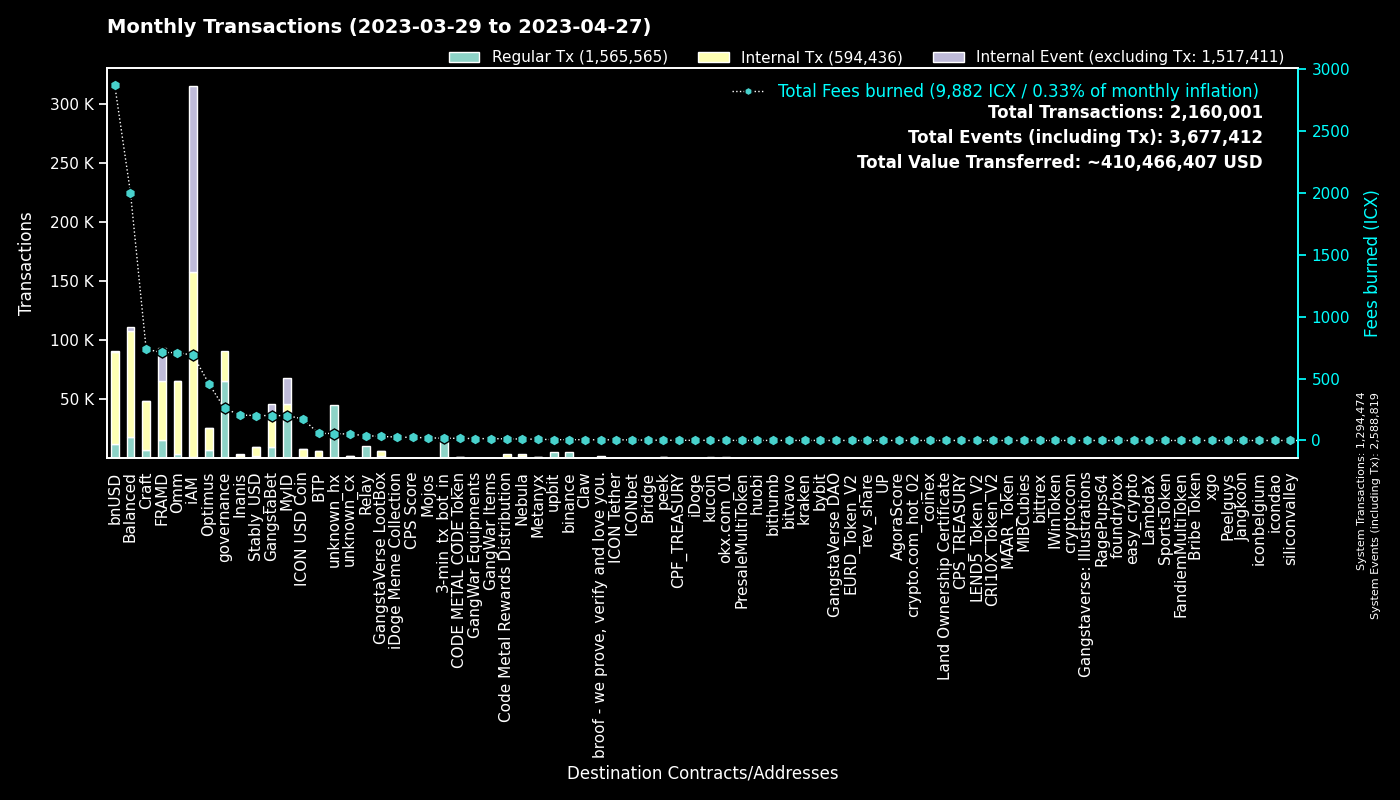 Monthly Transactions (2023-03-29 to 2023-04-27)
Regular Tx (1,565,565)
Internal Tx (594,436)
Internal Event (excluding Tx: 1,517,411)
Total Fees burned (9,882 ICX / 0.33% of monthly inflation)
Total Transactions: 2,160,001
Total Events (including Tx): 3,677,412
Total Value Transferred: ~410,466,407 USD
Transactions
300 K
250 K
200 K
150 K
100 K
50 K
3000
2500
2000
1500
1000
500
0
Fees burned (ICX)
System Transactions: 1,294,474
System Events (including Tx): 2,588,819
bnUSD
Balanced
Craft
FRAMD
Omm
iAM
Optimus
governance
Inanis
Stably_USD
GangstaBet
MyID
ICON USD Coin
BTP
unknown_hx
unknown_cx
Relay
GangstaVerse LootBox
iDoge Meme Collection
CPS Score
Mojos
3-min_tx_bot_in
CODE METAL CODE Token
GangWar Equipments
GangWar Items
Code Metal Rewards Distribution
Nebula
Metanyx
upbit
binance
Claw
broof - we prove, verify and love you.
ICON Tether
ICONbet
Bridge
peek
CPF_TREASURY
iDoge
kucoin
okx.com_01
PresaleMultiToken
huobi
bithumb
bitvavo
kraken
bybit
GangstaVerse DAO
EURD_Token_V2
rev_share
UP
AgoraScore
crypto.com_hot_02
coinex
Land Ownership Certificate
CPS_TREASURY
LEND5_Token_V2
CRI10X_Token_V2
MAAR_Token
MIBCubies
bittrex
IWinToken
cryptocom
Gangstaverse: Illustrations
RagePups64
foundrybox
easy_crypto
LambdaX
SportsToken
FandiemMultiToken
Bribe Token
xgo
Peelguys
Jangkoon
iconbelgium
icondao
siliconvalley
Destination Contracts/Addresses